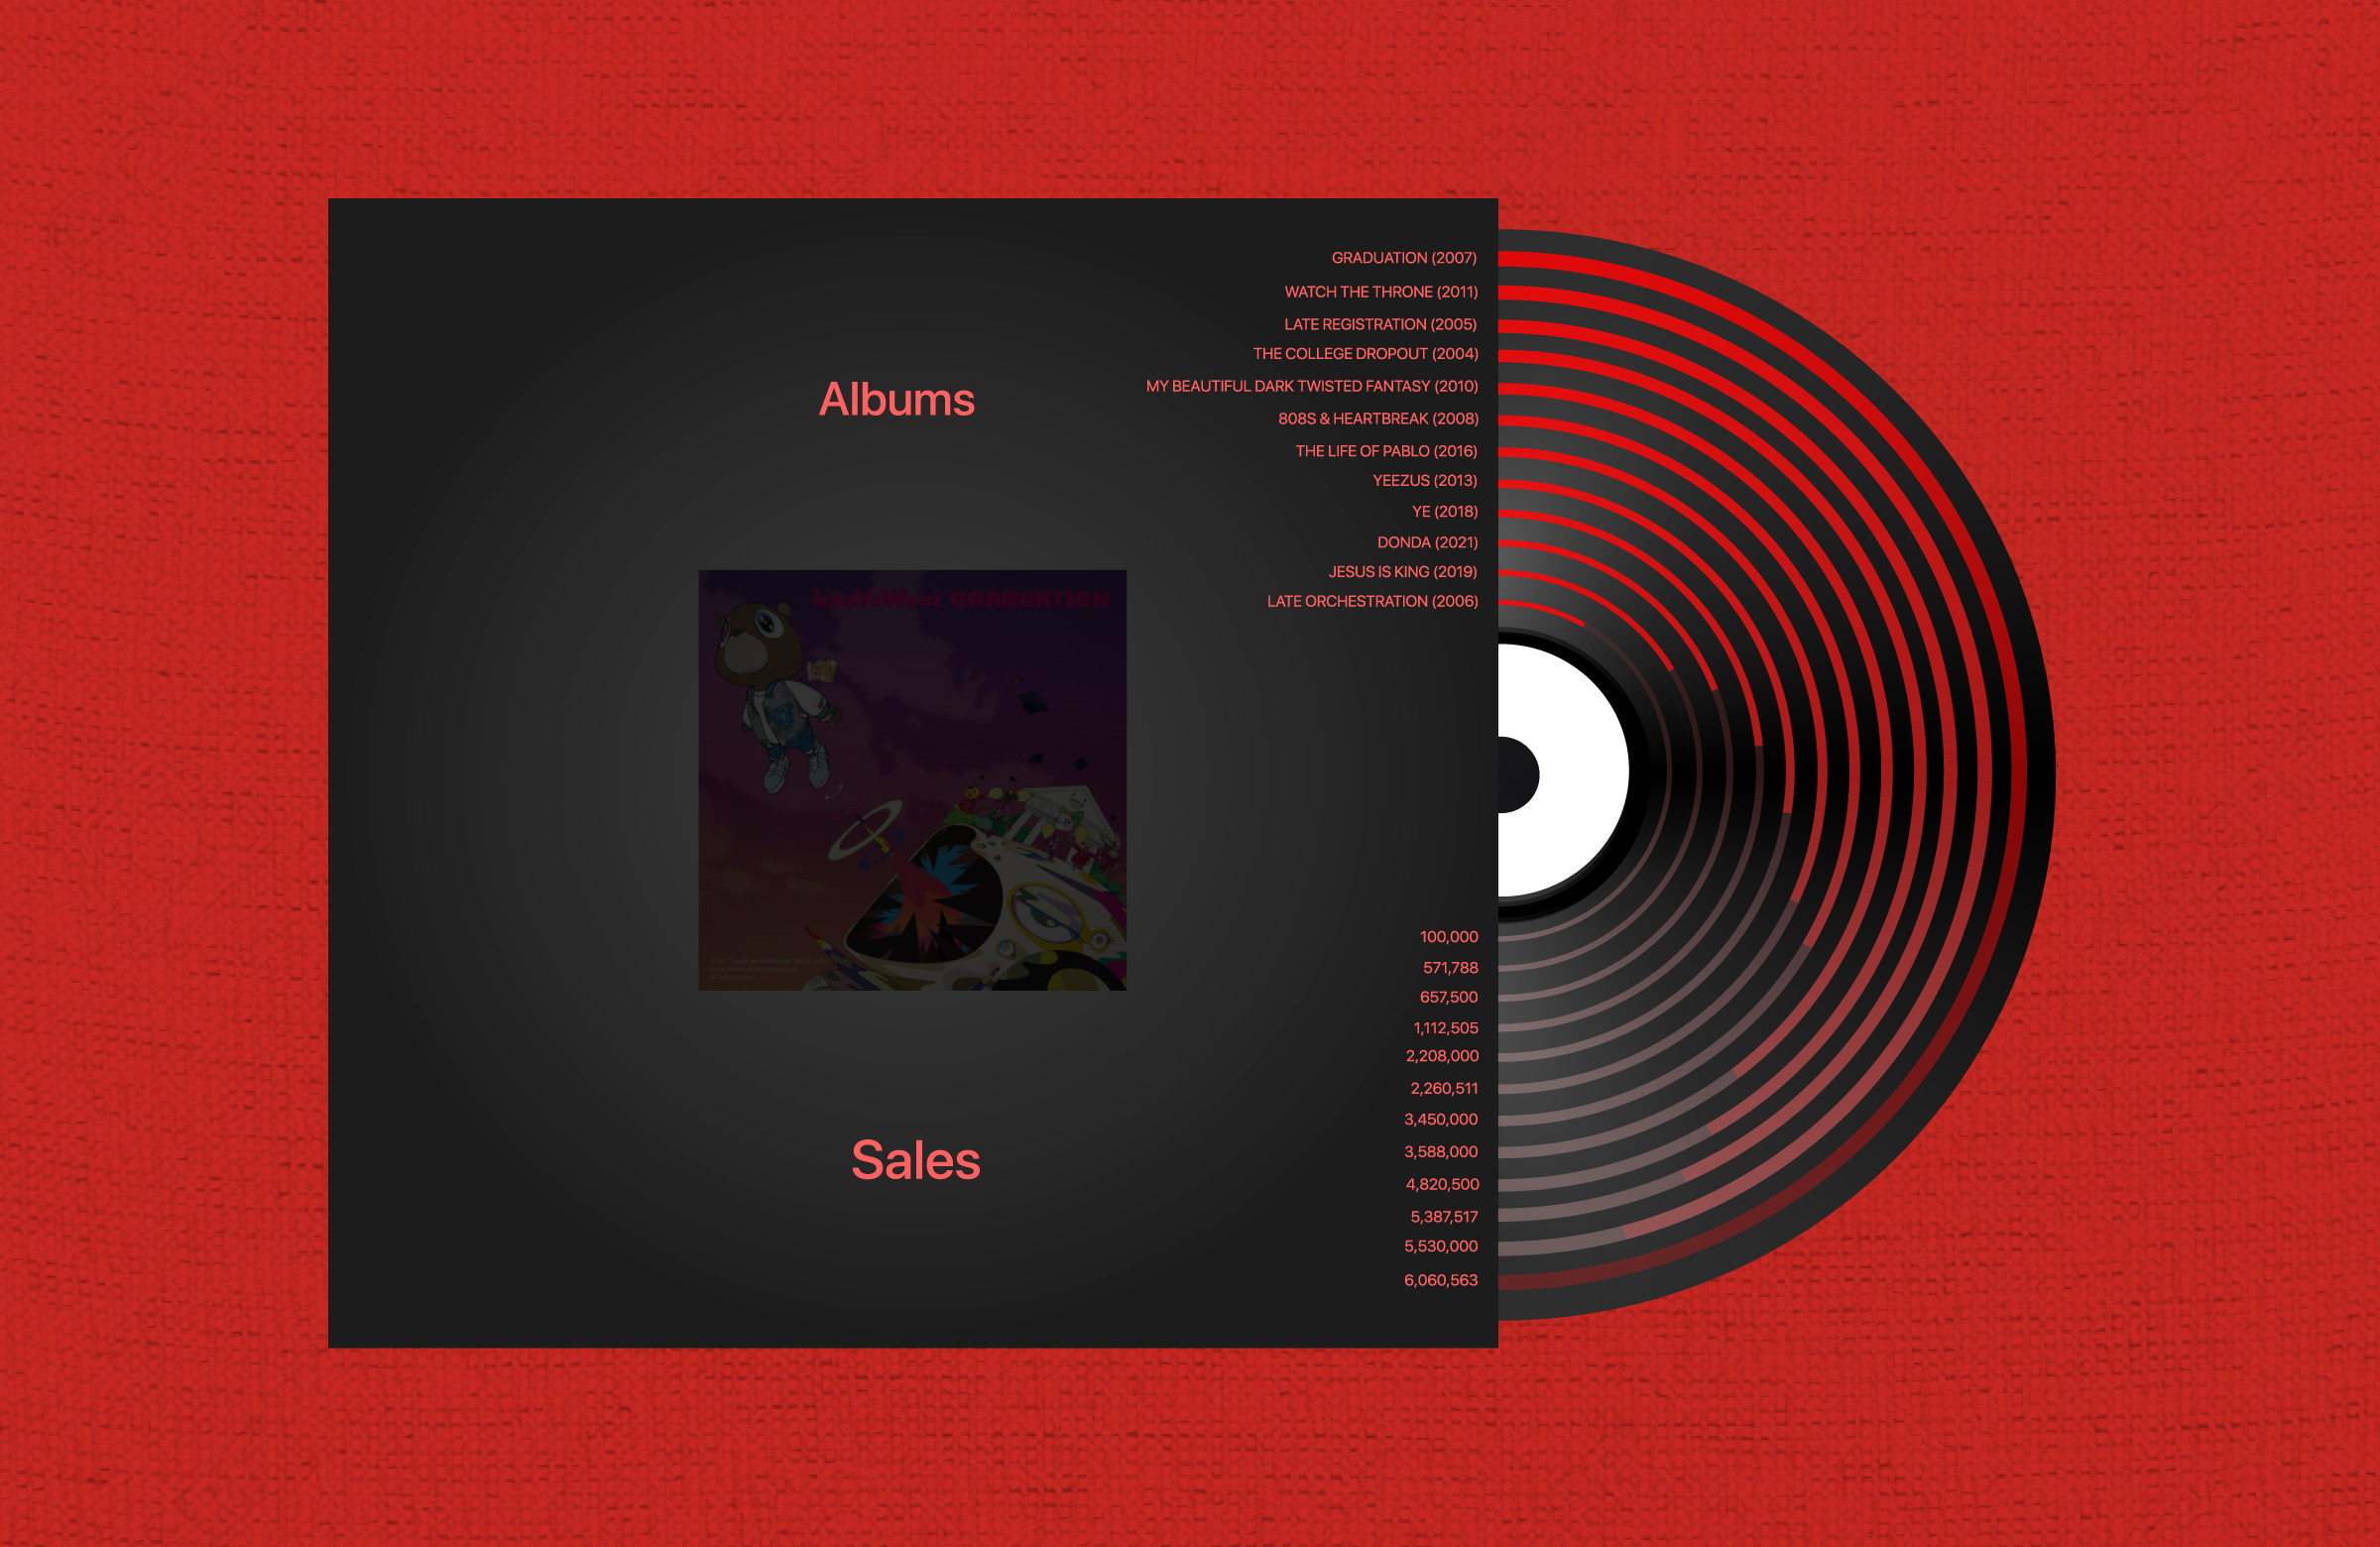 GRADUATION (2007)
WATCH THE THRONE (2011)
LATE REGISTRATION (2005)
THE COLLEGE DROPOUT (2004)
Albums
MY BEAUTIFUL DARK TWISTED FANTASY (2010)
808S & HEARTBREAK (2008)
THE LIFE OF PABLO (2016)
YEEZUS (2013)
YE (2018)
DONDA (2021)
JESUS IS KING (2019)
LATE ORCHESTRATION (2006)
kanYeWest GRADUATION
100,000
571,788
657,500
1,112,505
2,208,000
2,260,511
3,450,000
Sales
3,588,000
4,820,500
5,387,517
5,530,000
6,060,563